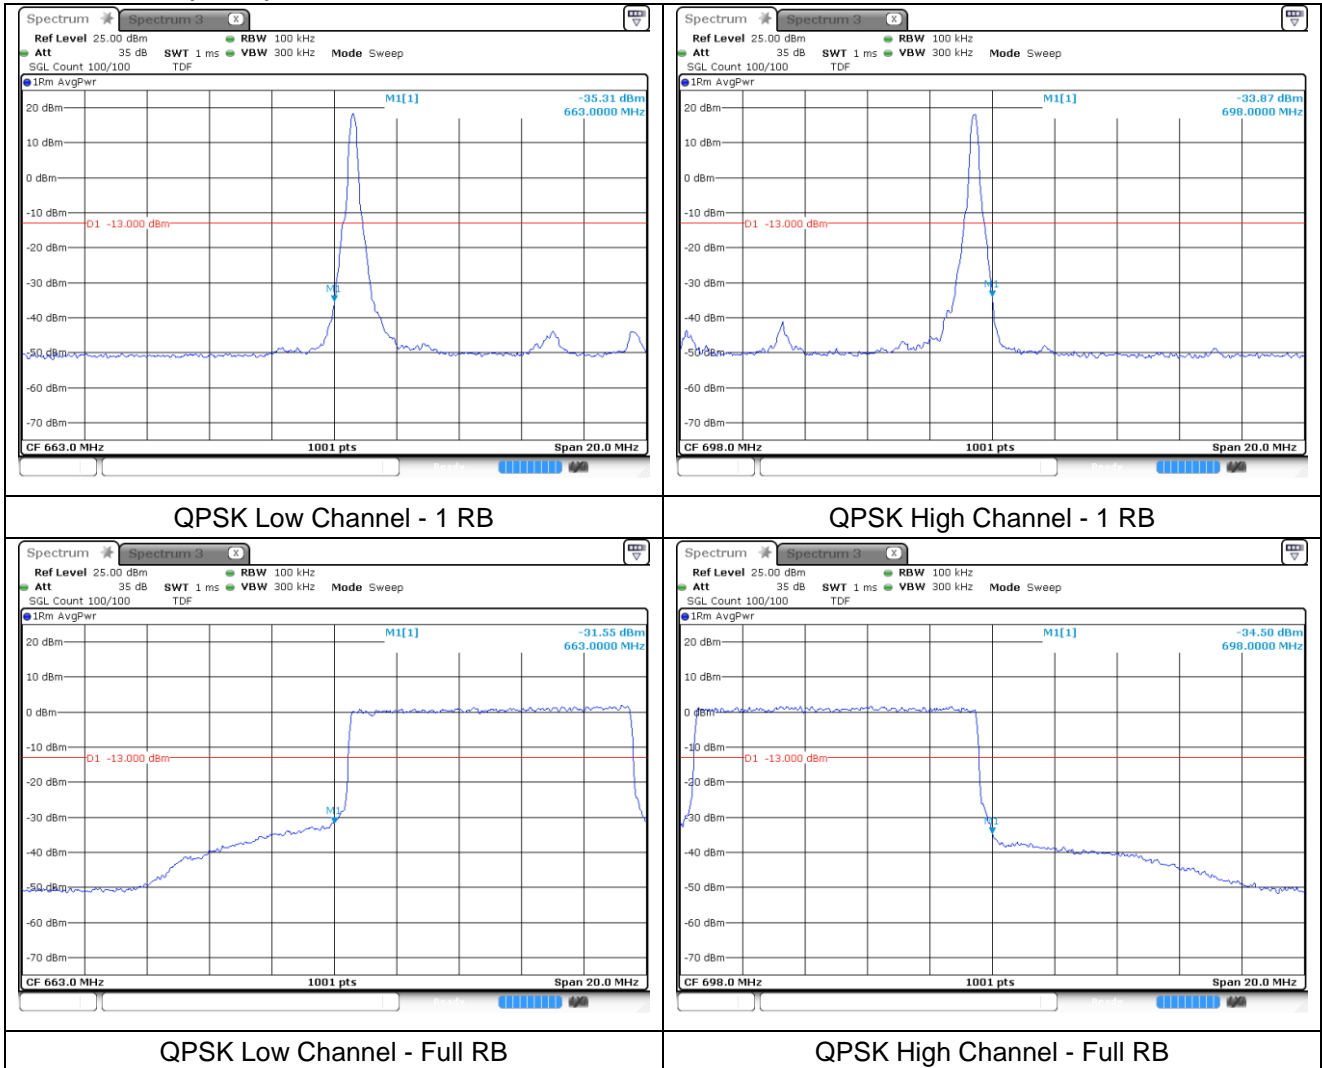 Spectrum Spectrum 3 X
Ref Level 25.00 dBm RBW 100 kHz
Att 35 dB SWT 1 ms VBW 300 kHz Mode Sweep
SGL Count 100/100 TDF
1Rm AvgPwr
M1[1] -35.31 dBm
663.0000 MHz
20 dBm
10 dBm
0 dBm
-10 dBm
D1 -13.000 dBm
-20 dBm
-30 dBm
M1
-40 dBm
-50 dBm
-60 dBm
-70 dBm
CF 663.0 MHz 1001 pts Span 20.0 MHz
QPSK Low Channel - 1 RB
Spectrum Spectrum 3 X
Ref Level 25.00 dBm RBW 100 kHz
Att 35 dB SWT 1 ms VBW 300 kHz Mode Sweep
SGL Count 100/100 TDF
1Rm AvgPwr
M1[1] -33.87 dBm
698.0000 MHz
20 dBm
10 dBm
0 dBm
-10 dBm
D1 -13.000 dBm
-20 dBm
-30 dBm
M1
-40 dBm
-50 dBm
-60 dBm
-70 dBm
CF 698.0 MHz 1001 pts Span 20.0 MHz
QPSK High Channel - 1 RB
Spectrum Spectrum 3 X
Ref Level 25.00 dBm RBW 100 kHz
Att 35 dB SWT 1 ms VBW 300 kHz Mode Sweep
SGL Count 100/100 TDF
1Rm AvgPwr
M1[1] -31.55 dBm
663.0000 MHz
20 dBm
10 dBm
0 dBm
-10 dBm
D1 -13.000 dBm
-20 dBm
-30 dBm
M1
-40 dBm
-50 dBm
-60 dBm
-70 dBm
CF 663.0 MHz 1001 pts Span 20.0 MHz
QPSK Low Channel - Full RB
Spectrum Spectrum 3 X
Ref Level 25.00 dBm RBW 100 kHz
Att 35 dB SWT 1 ms VBW 300 kHz Mode Sweep
SGL Count 100/100 TDF
1Rm AvgPwr
M1[1] -34.50 dBm
698.0000 MHz
20 dBm
10 dBm
0 dBm
-10 dBm
D1 -13.000 dBm
-20 dBm
-30 dBm
M1
-40 dBm
-50 dBm
-60 dBm
-70 dBm
CF 698.0 MHz 1001 pts Span 20.0 MHz
QPSK High Channel - Full RB